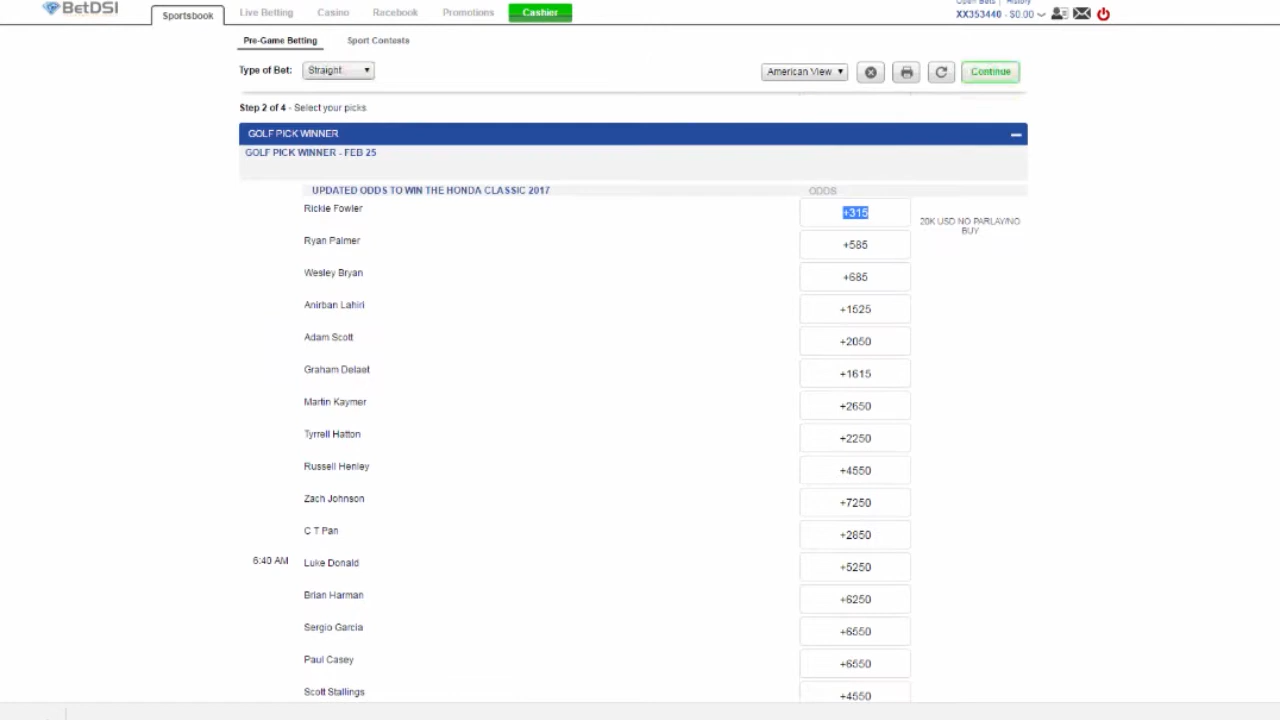 Open Bets | History
BetDSI
Sportsbook
Live Betting
Casino
Racebook
Promotions
Cashier
XX353440 - $0.00
Pre-Game Betting
Sport Contests
Type of Bet:
Straight
American View
Continue
Step 2 of 4 - Select your picks
GOLF PICK WINNER
GOLF PICK WINNER - FEB 25
UPDATED ODDS TO WIN THE HONDA CLASSIC 2017 ODDS
Rickie Fowler +315
20K USD NO PARLAY/NO
BUY
Ryan Palmer +585
Wesley Bryan +685
Anirban Lahiri +1525
Adam Scott +2050
Graham Delaet +1615
Martin Kaymer +2650
Tyrrell Hatton +2250
Russell Henley +4550
Zach Johnson +7250
C T Pan +2850
6:40 AM Luke Donald +5250
Brian Harman +6250
Sergio Garcia +6550
Paul Casey +6550
Scott Stallings +4550